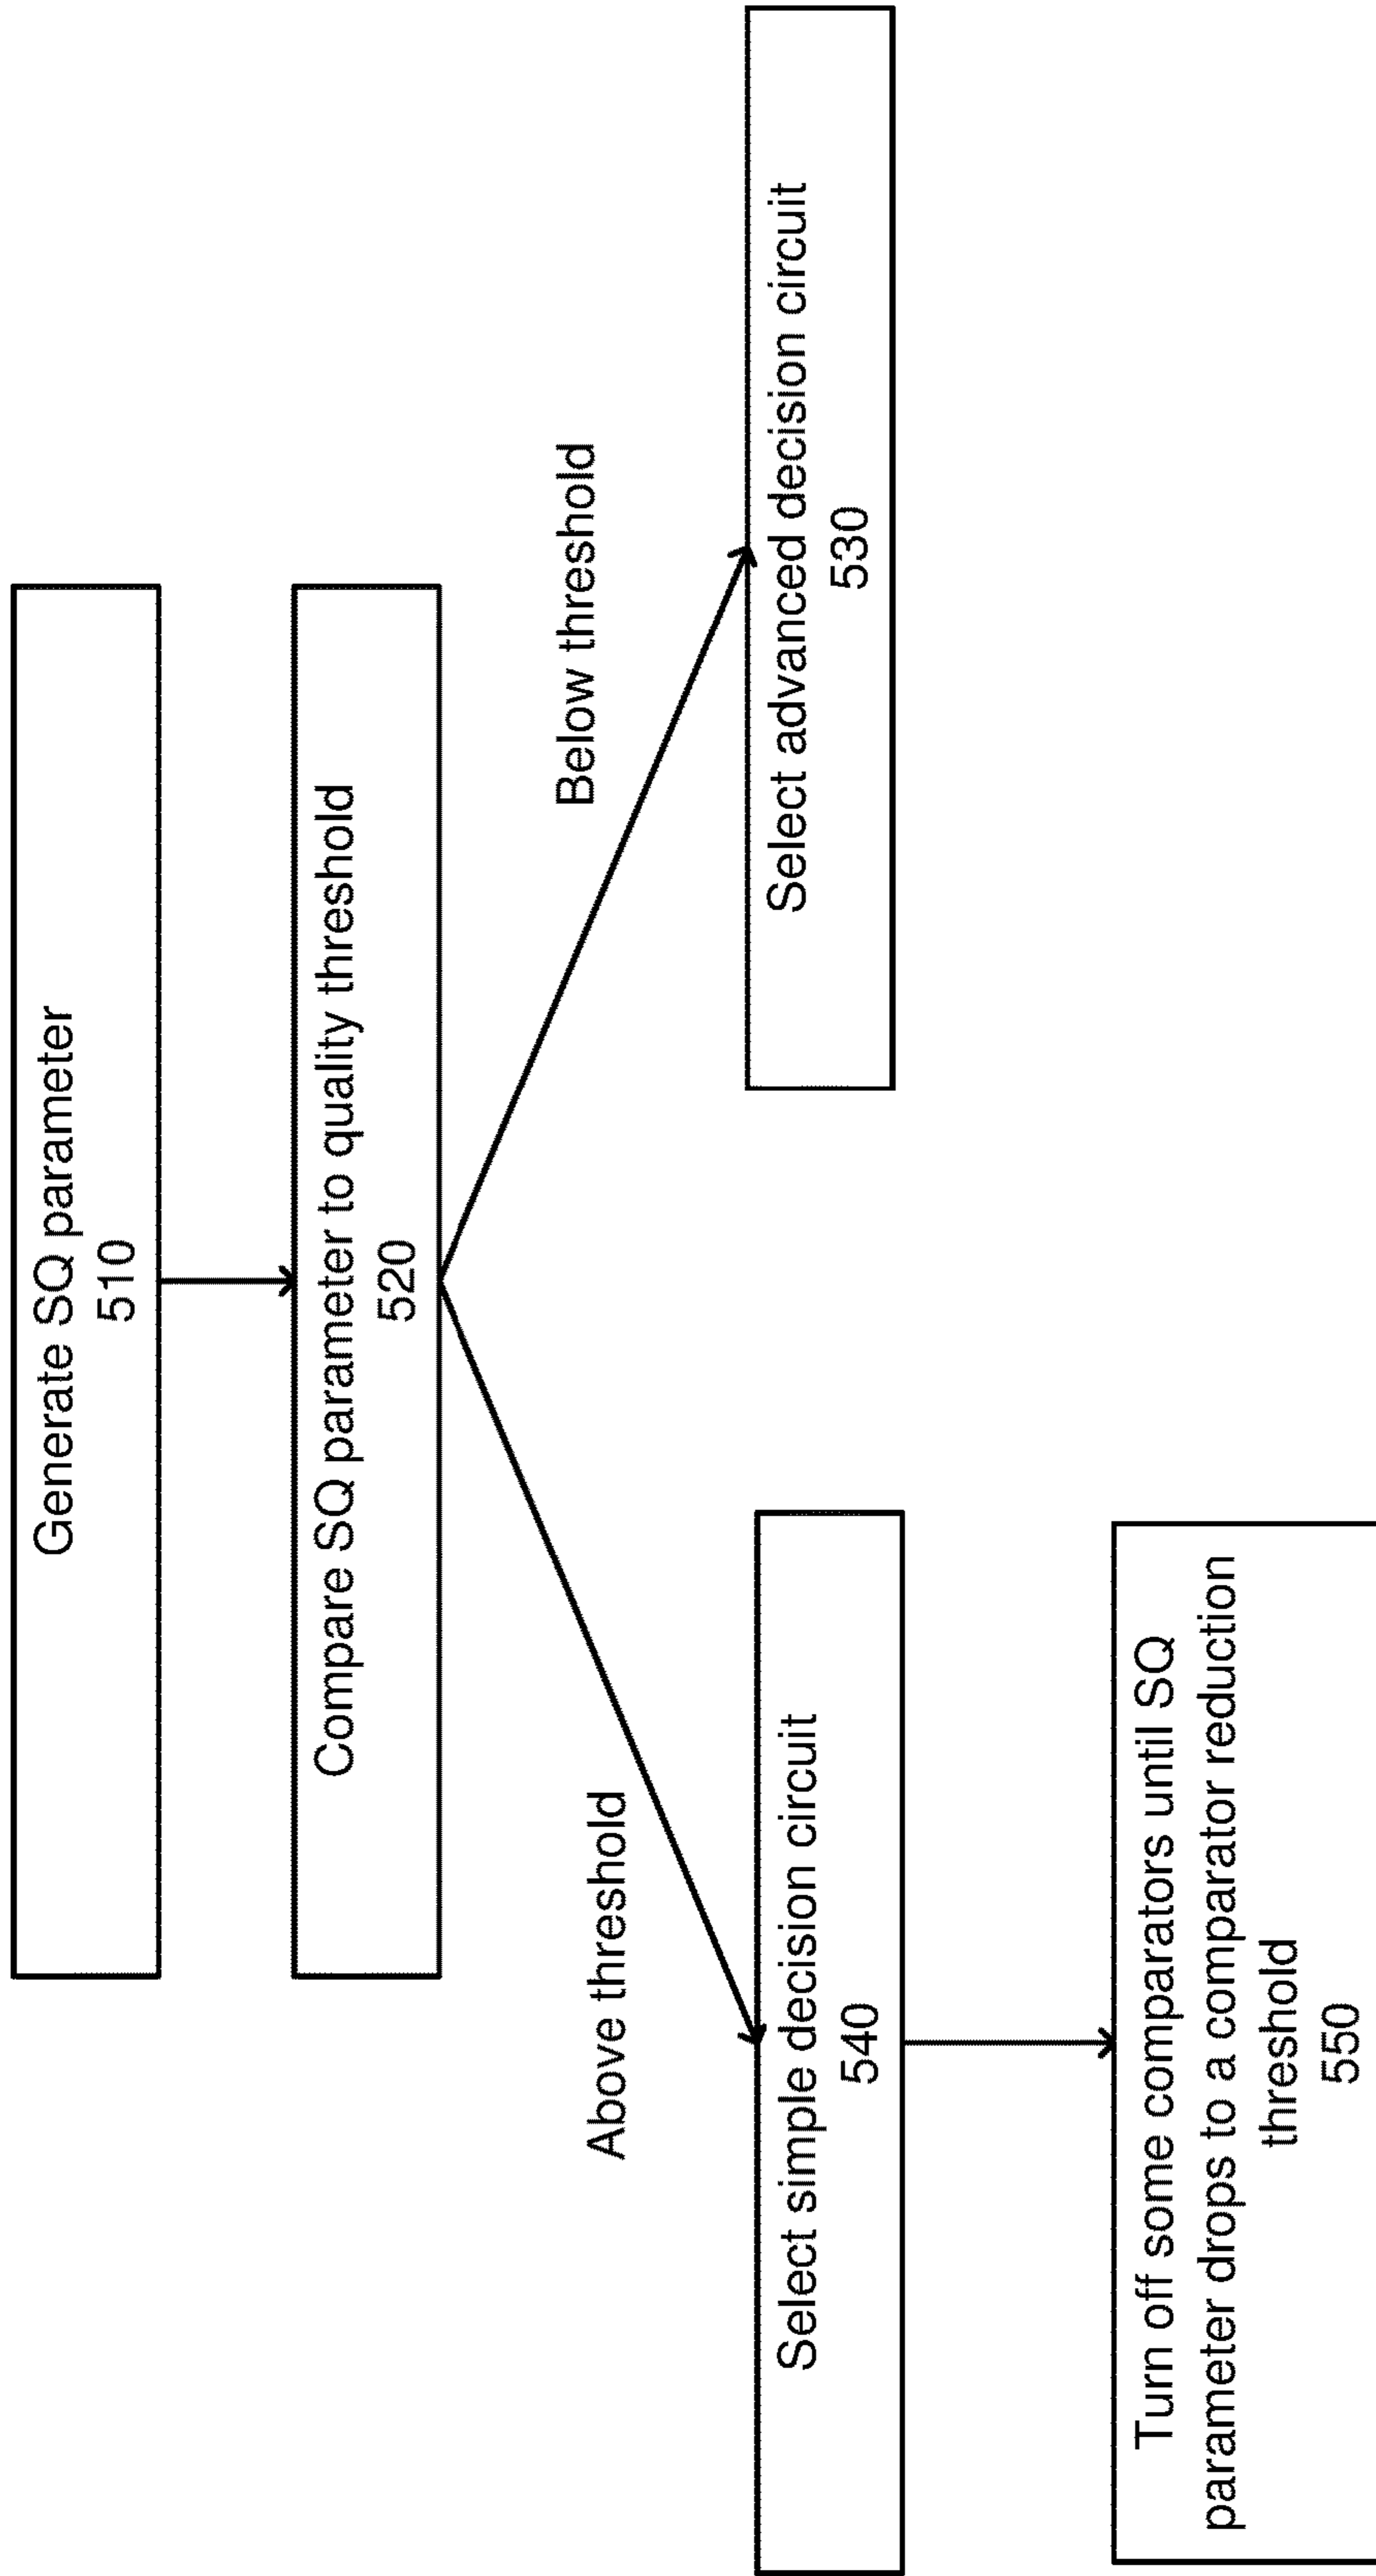 Generate SQ parameter
510
Compare SQ parameter to quality threshold
520
Above threshold
Below threshold
Select simple decision circuit
540
Select advanced decision circuit
530
Turn off some comparators until SQ
parameter drops to a comparator reduction
threshold
550